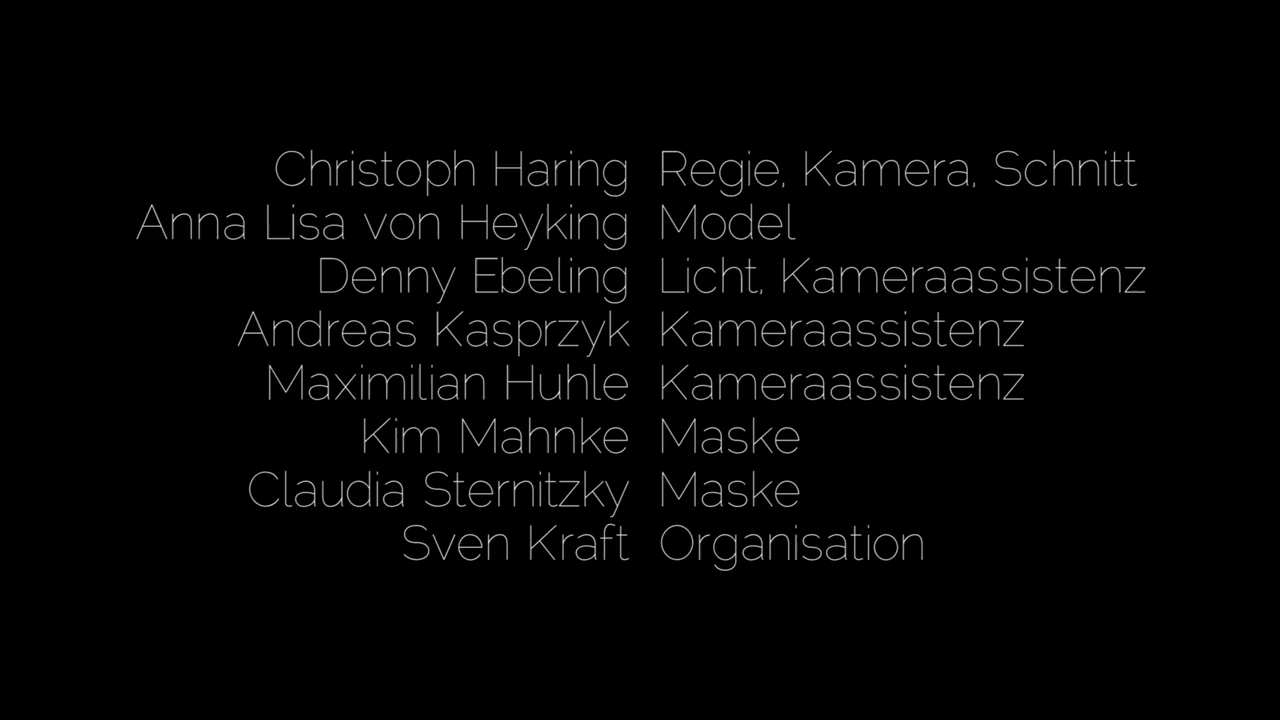 Christoph Haring Regie, Kamera, Schnitt
Anna Lisa von Heyking Model
Denny Ebeling Licht, Kameraassistenz
Andreas Kasprzyk Kameraassistenz
Maximilian Huhle Kameraassistenz
Kim Mahnke Maske
Claudia Sternitzky Maske
Sven Kraft Organisation